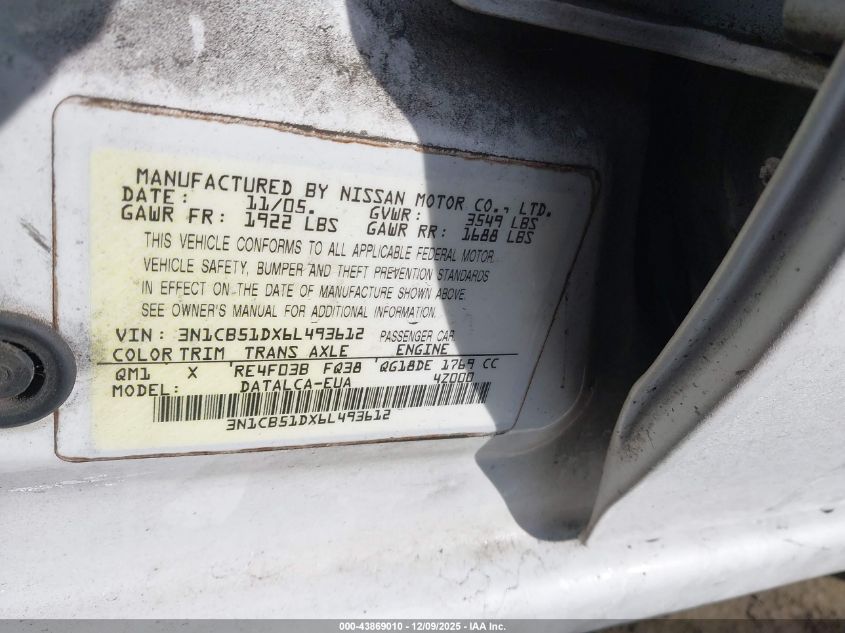 MANUFACTURED BY NISSAN MOTOR CO., LTD.
DATE: 11/05. GVWR: 3549 LBS
GAWR FR: 1922 LBS GAWR RR: 1688 LBS
THIS VEHICLE CONFORMS TO ALL APPLICABLE FEDERAL MOTOR
VEHICLE SAFETY, BUMPER AND THEFT PREVENTION STANDARDS
IN EFFECT ON THE DATE OF MANUFACTURE SHOWN ABOVE.
SEE OWNER'S MANUAL FOR ADDITIONAL INFORMATION.
VIN: 3N1CB51DX6L493612 PASSENGER CAR
COLOR TRIM TRANS AXLE ENGINE
QM1 X RE4F03B FQ38 QG18DE 1769 CC
MODEL: DATALCA-EUA 4Z000
3N1CB51DX6L493612
000-43869010 - 12/09/2025 - IAA Inc.